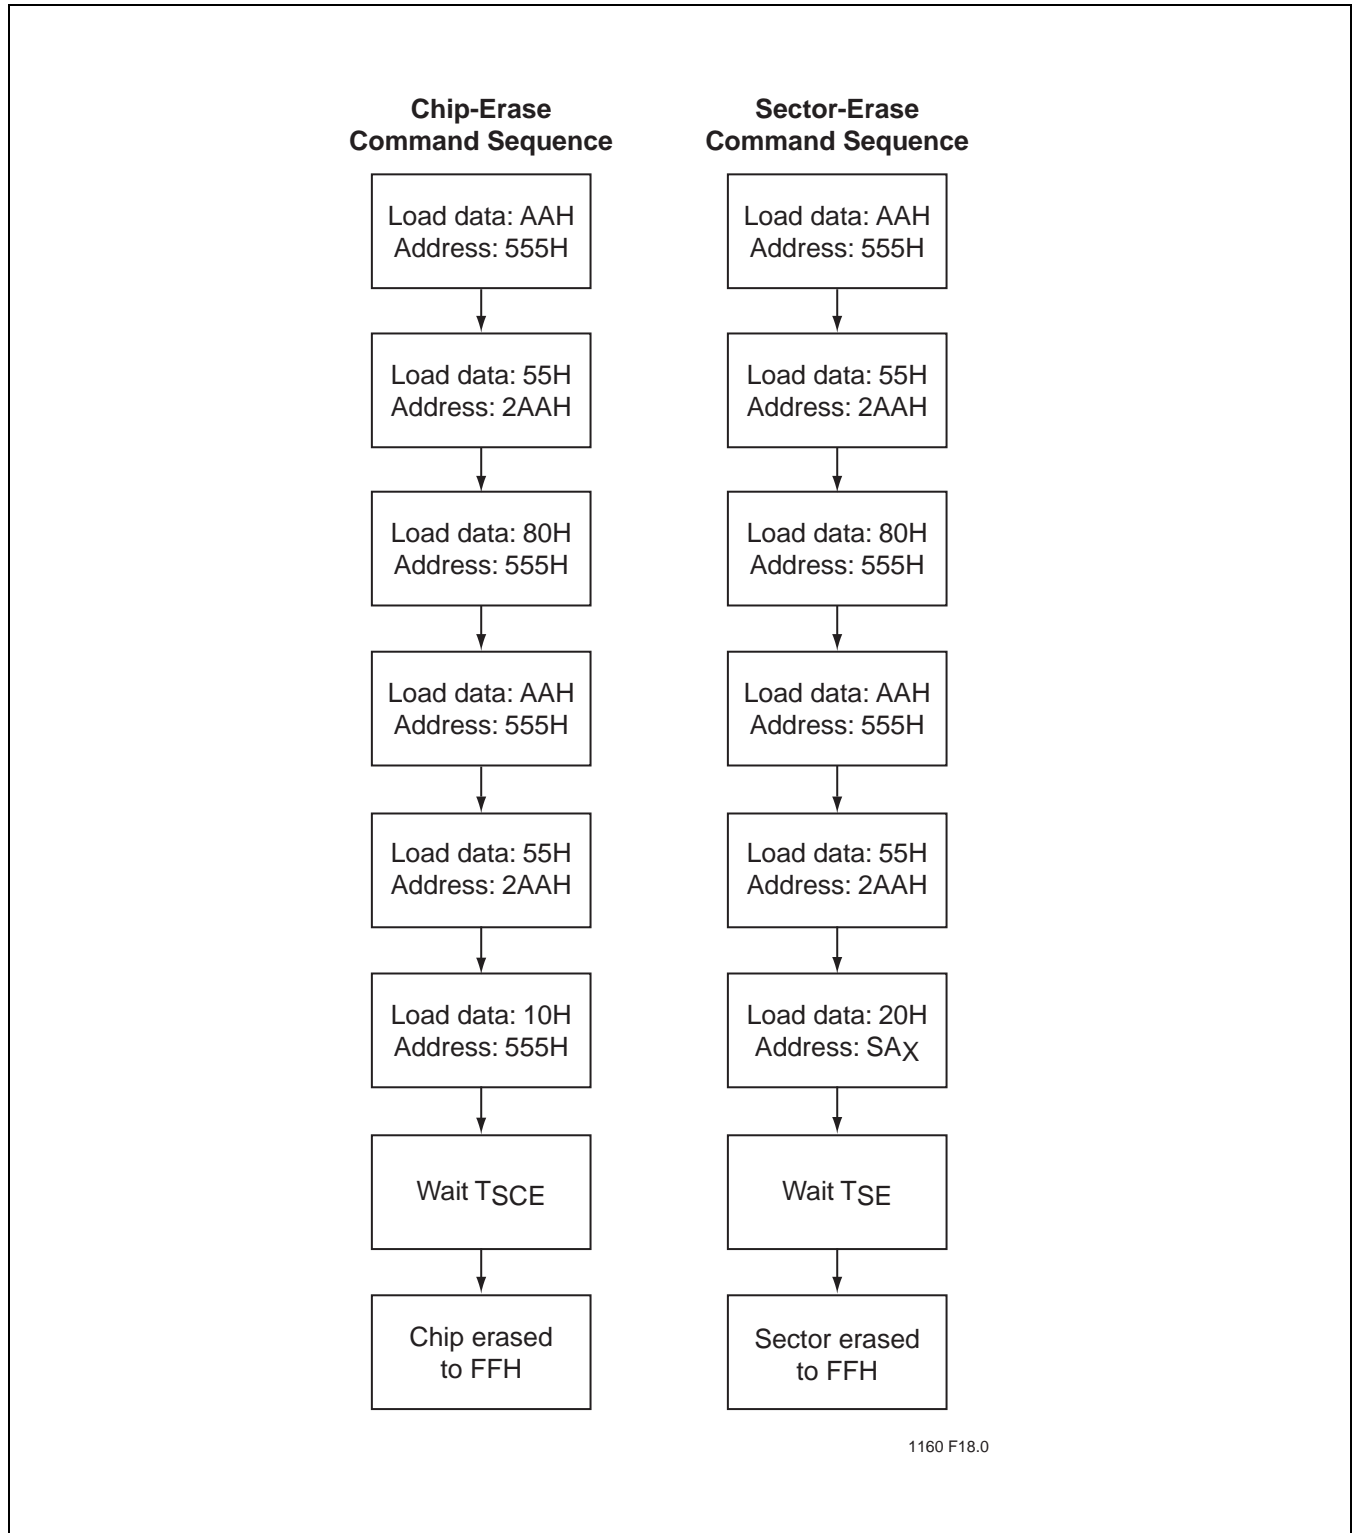 Chip-Erase
Command Sequence
Load data: AAH
Address: 555H
Load data: 55H
Address: 2AAH
Load data: 80H
Address: 555H
Load data: AAH
Address: 555H
Load data: 55H
Address: 2AAH
Load data: 10H
Address: 555H
Wait TSCE
Chip erased
to FFH
Sector-Erase
Command Sequence
Load data: AAH
Address: 555H
Load data: 55H
Address: 2AAH
Load data: 80H
Address: 555H
Load data: AAH
Address: 555H
Load data: 55H
Address: 2AAH
Load data: 20H
Address: SAX
Wait TSE
Sector erased
to FFH
1160 F18.0